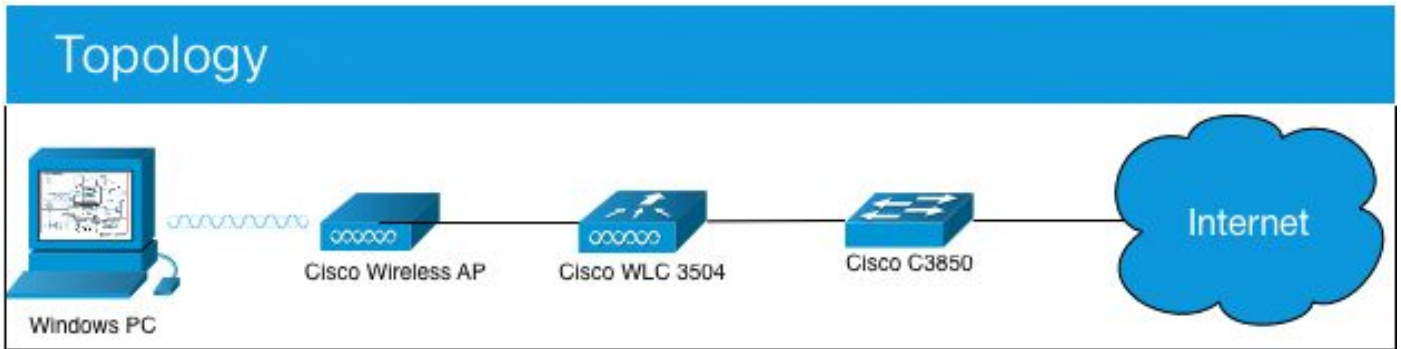 Topology
Internet
Cisco Wireless AP
Cisco WLC 3504
Cisco C3850
Windows PC